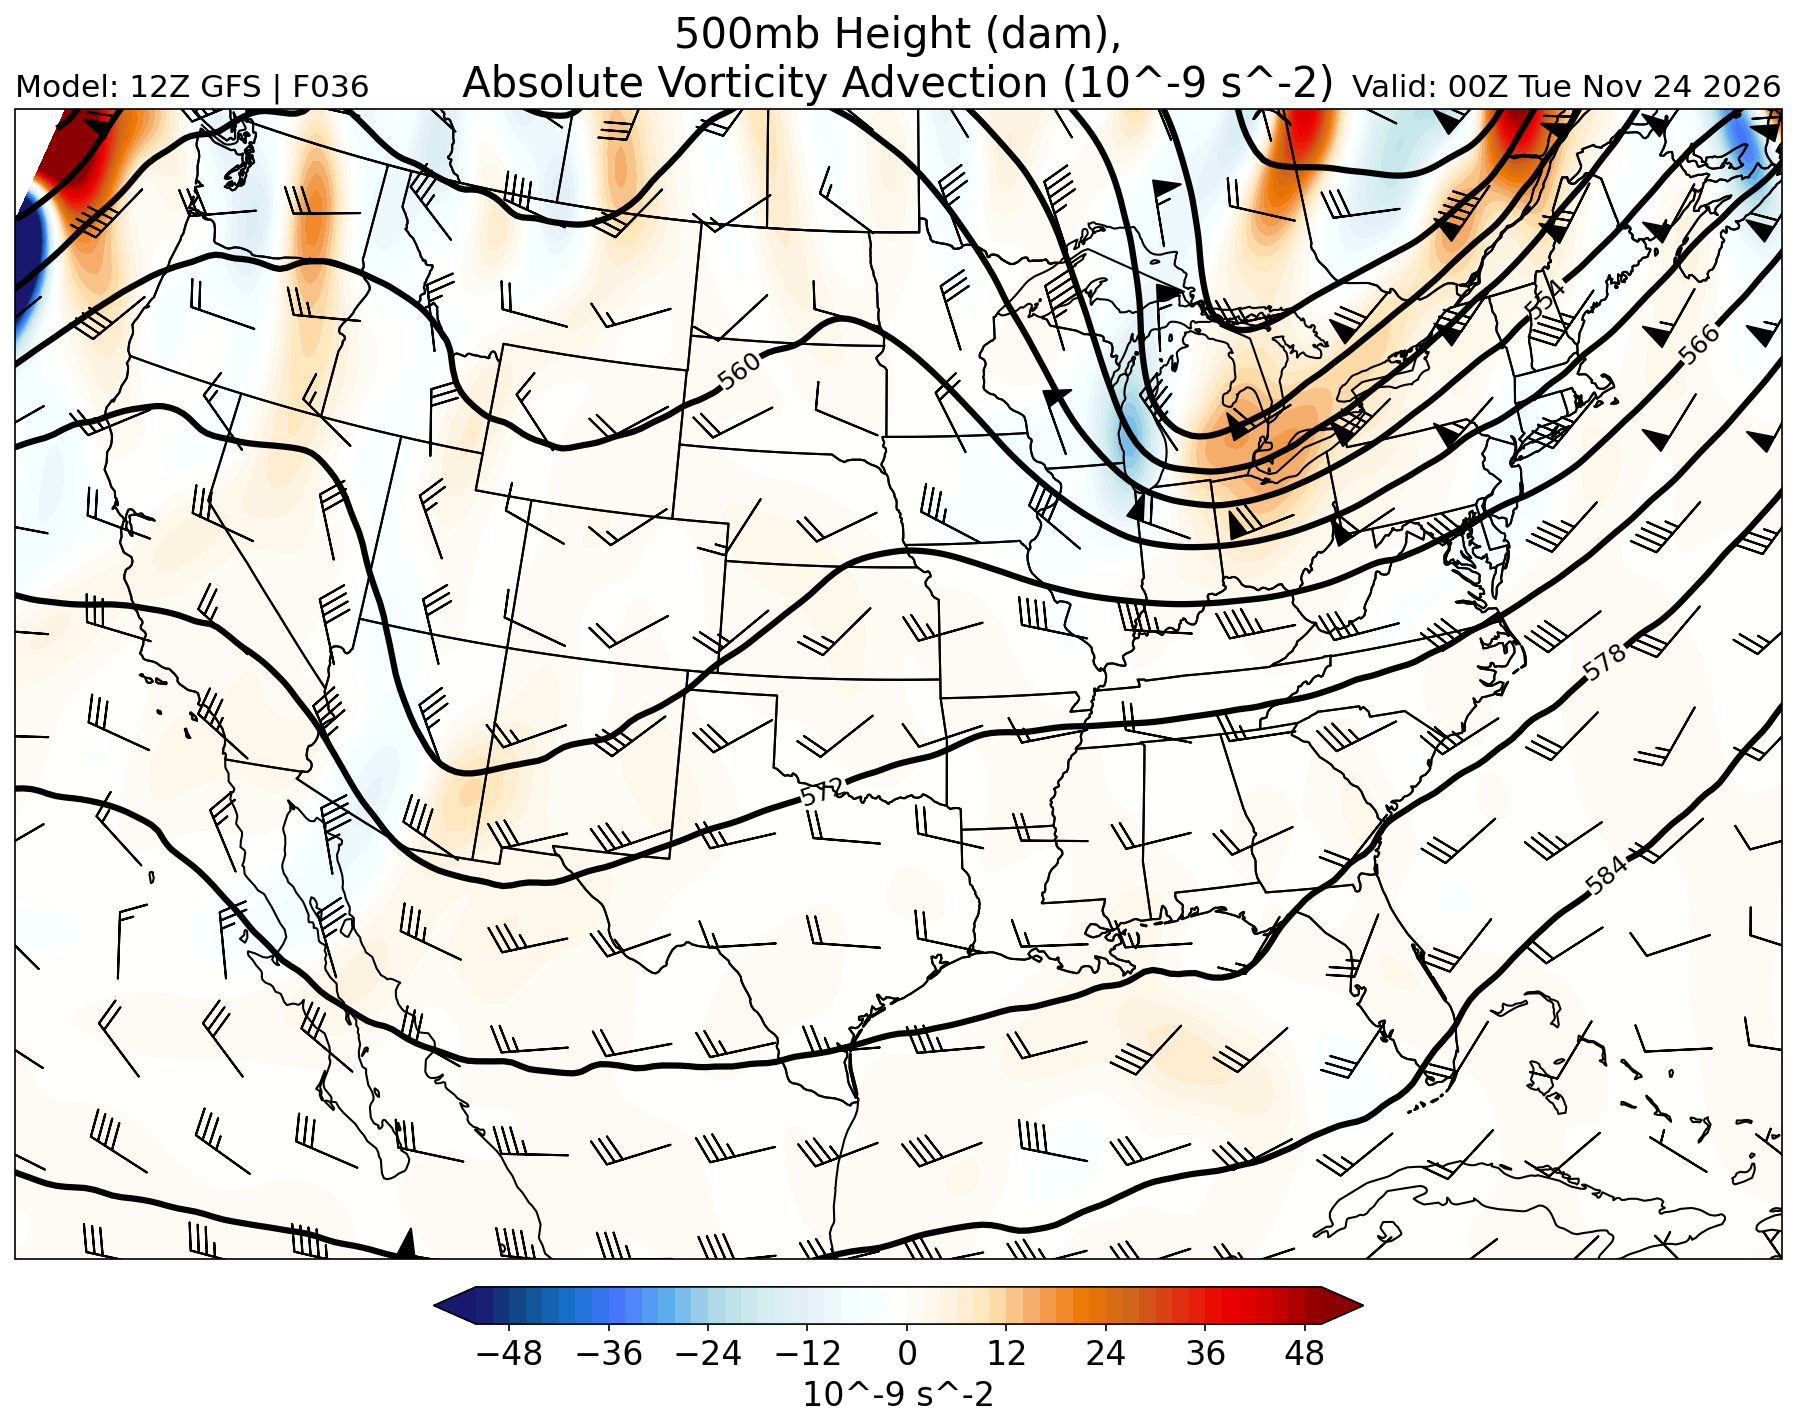 500mb Height (dam),
Model: 12Z GFS | F036
Absolute Vorticity Advection (10^-9 s^-2)
Valid: 00Z Tue Nov 24 2026
554
566
560
578
572
584
−48 −36 −24 −12 0 12 24 36 48
10^-9 s^-2